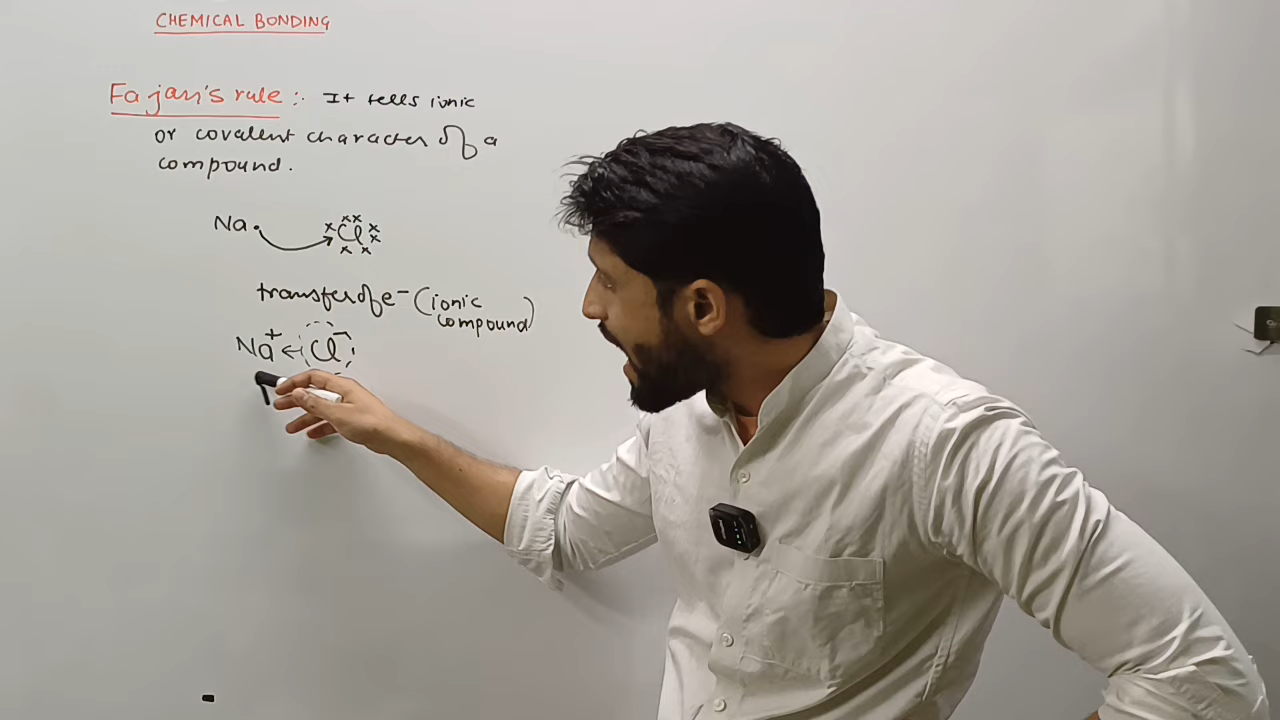 CHEMICAL BONDING
Fajan's rule :. It tells ionic
or covalent character of a
compound.
Na. Cl
transfer of e⁻ (ionic
compound)
Na⁺ ← Cl⁻